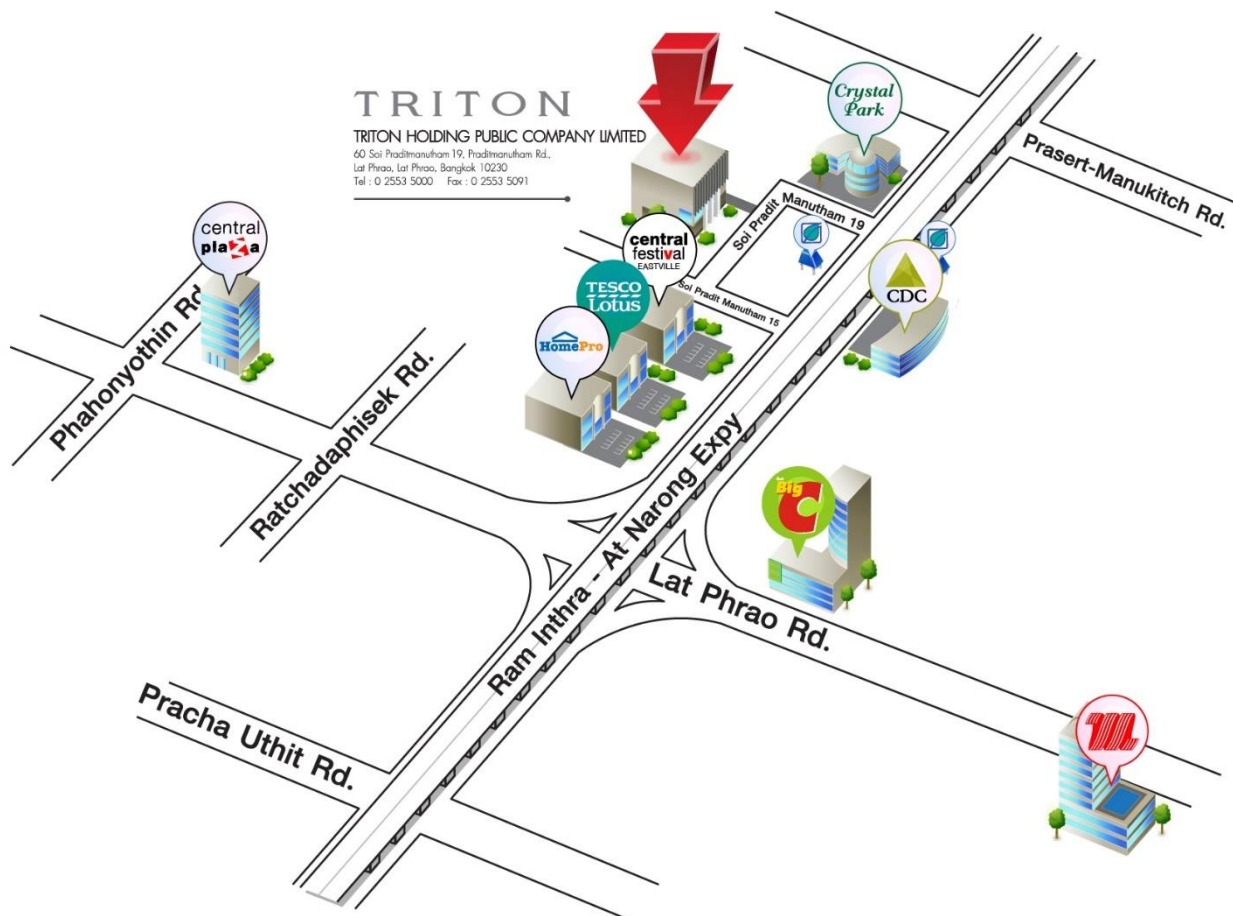 TRITON
TRITON HOLDING PUBLIC COMPANY LIMITED
60 Soi Praditmanutham 19, Praditmanutham Rd.,
Lat Phrao, Lat Phrao, Bangkok 10230
Tel : 0 2553 5000 Fax : 0 2553 5091
Crystal
Park
Prasert-Manukitch Rd.
Soi Pradit Manutham 19
central
plaza
central
festival
EASTVILLE
TESCO
Lotus
Soi Pradit Manutham 15
CDC
HomePro
Phahonyothin Rd.
Ratchadaphisek Rd.
Ram Inthra - At Narong Expy
Big
C
Lat Phrao Rd.
Pracha Uthit Rd.
m